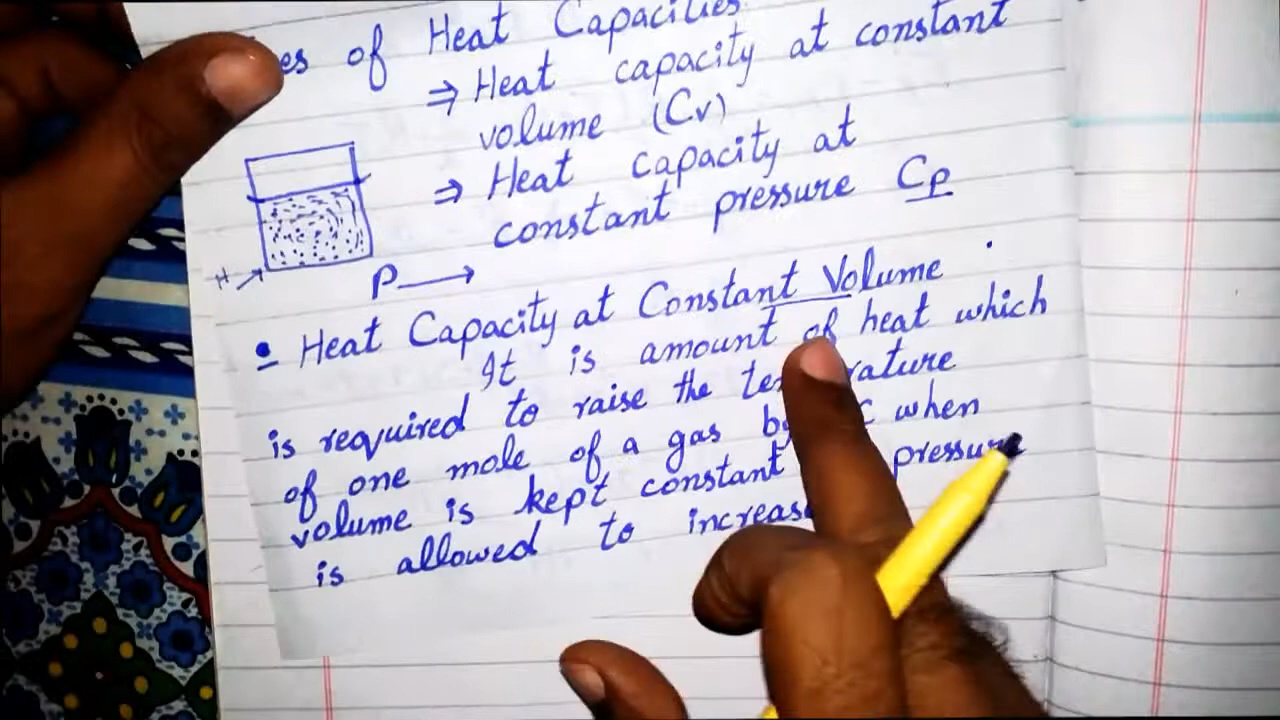 of Heat Capacities
⇒ Heat capacity at constant
volume (Cv)
⇒ Heat capacity at
constant pressure Cp
H
P →
• Heat Capacity at Constant Volume
It is amount of heat which
is required to raise the
of one mole of a gas when
volume is kept constant pressure
is allowed to